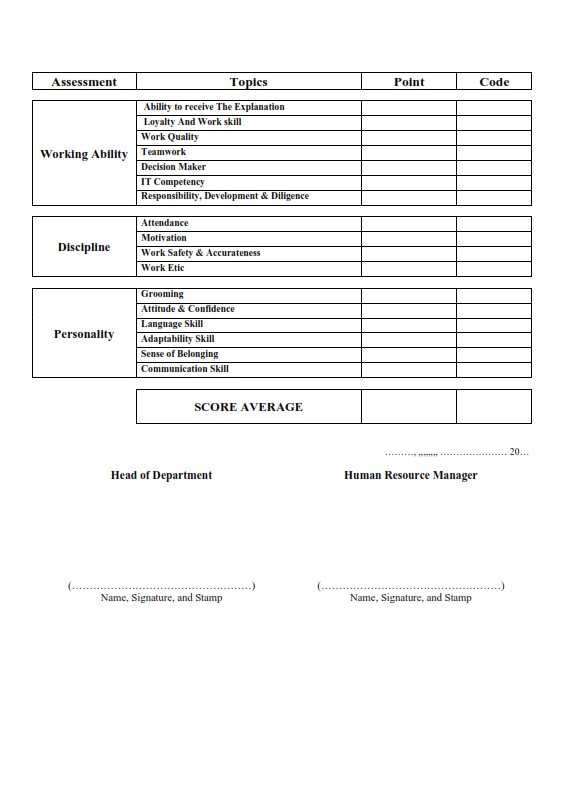 Assessment Topics Point Code
Working Ability
Ability to receive The Explanation
Loyalty And Work skill
Work Quality
Teamwork
Decision Maker
IT Competency
Responsibility, Development & Diligence
Discipline
Attendance
Motivation
Work Safety & Accurateness
Work Etic
Personality
Grooming
Attitude & Confidence
Language Skill
Adaptability Skill
Sense of Belonging
Communication Skill
SCORE AVERAGE
………, ,,,,,,,,, ………………… 20…
Head of Department Human Resource Manager
(……………………………………………) (……………………………………………)
Name, Signature, and Stamp Name, Signature, and Stamp